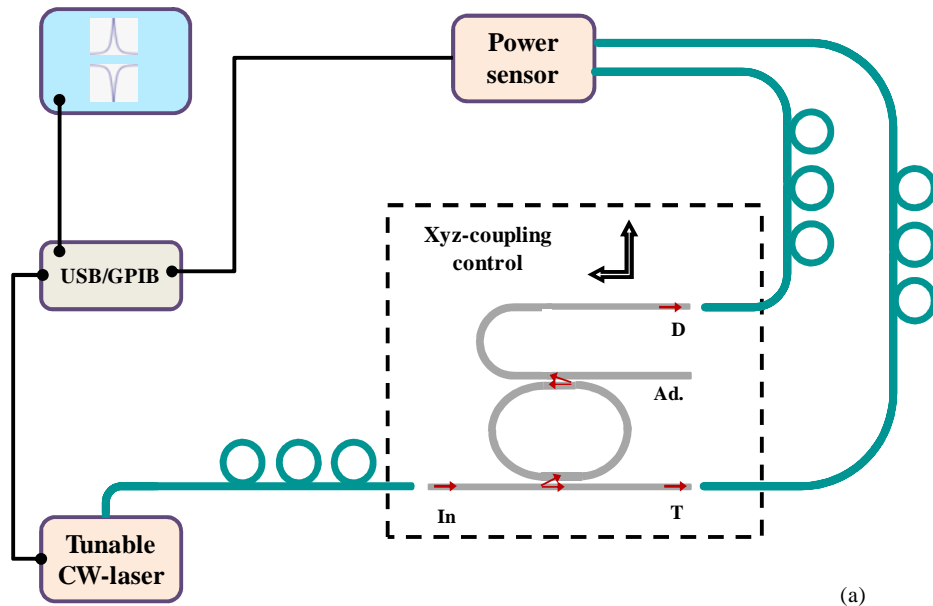 Power
sensor
Xyz-coupling
control
USB/GPIB
D
Ad.
In
T
Tunable
CW-laser
(a)